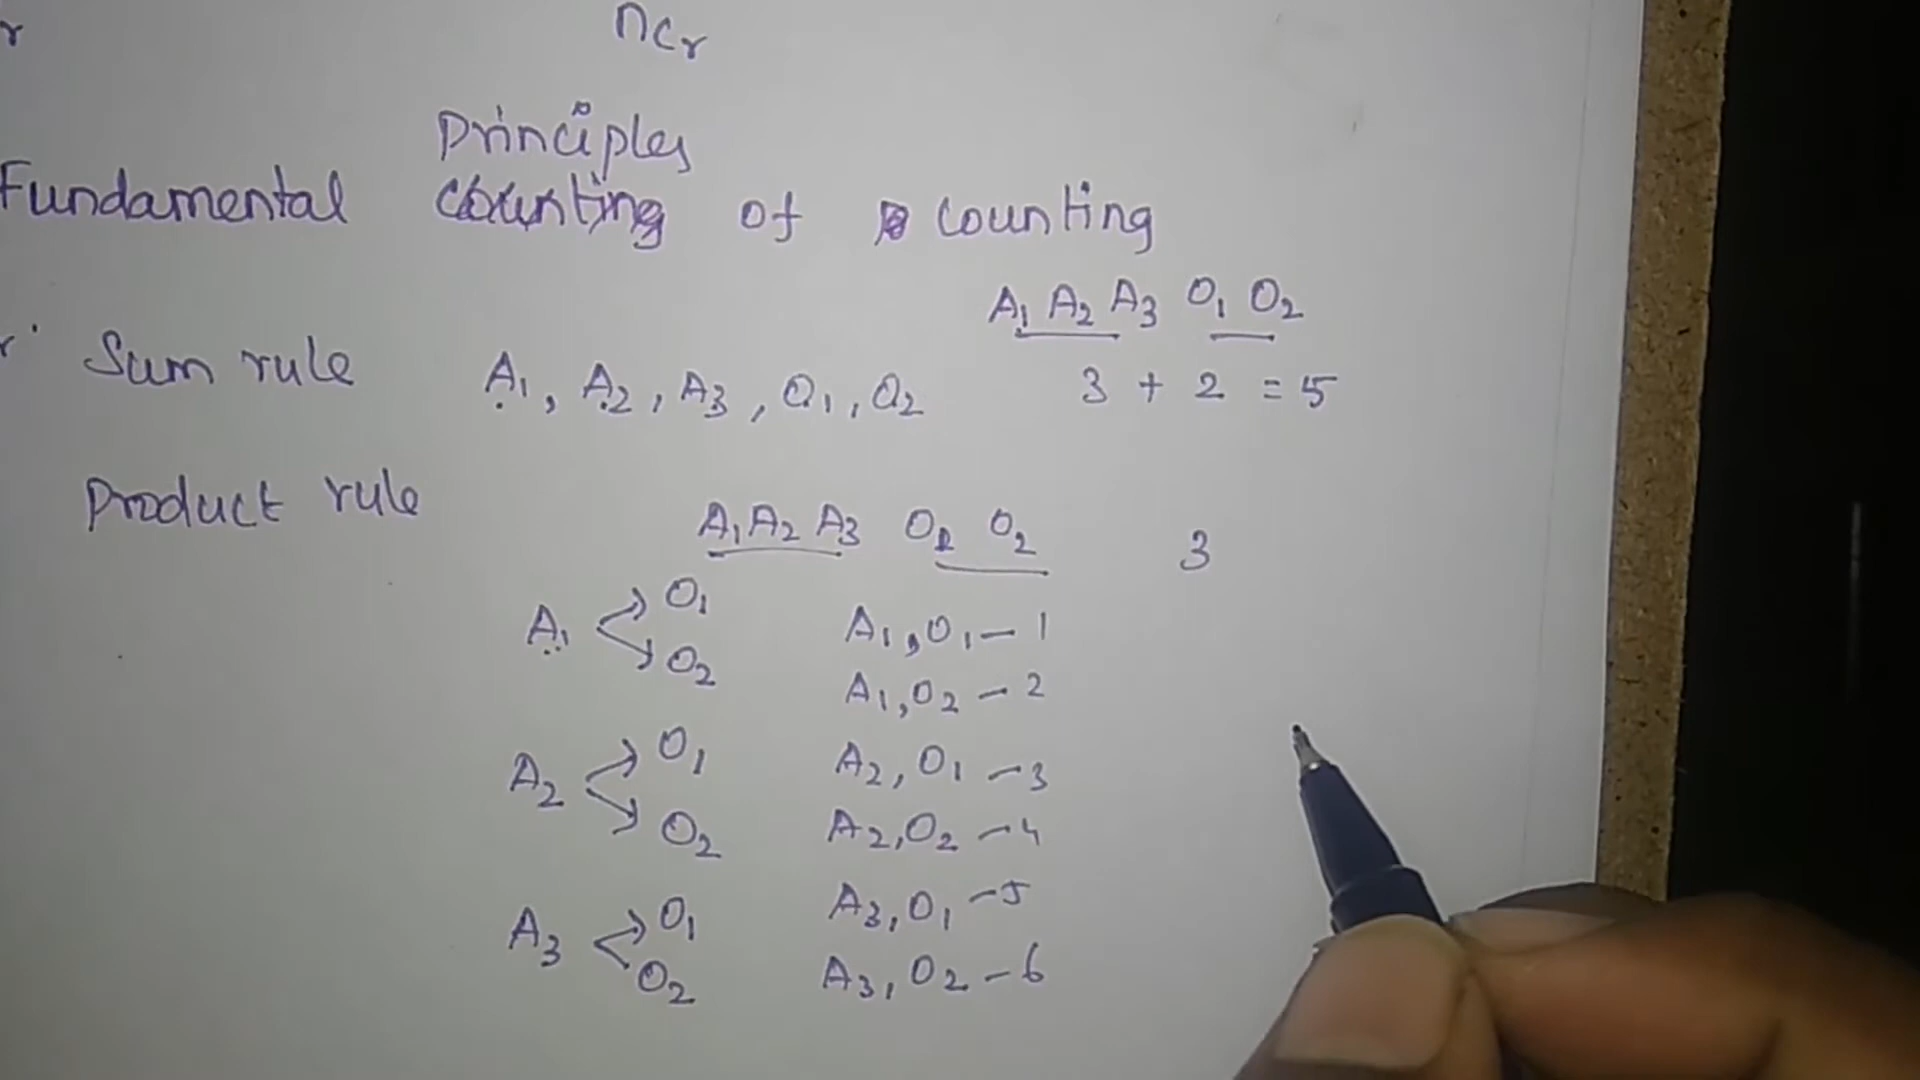 r
ncr
Principles
Fundamental of counting
A1 A2 A3 O1 O2
Sum rule A1, A2, A3, O1, O2 3 + 2 = 5
Product rule
A1 A2 A3 O1 O2 3
A1 O1 A1, O1 - 1
O2 A1, O2 - 2
A2 O1 A2, O1 - 3
O2 A2, O2 - 4
A3 O1 A3, O1 - 5
O2 A3, O2 - 6